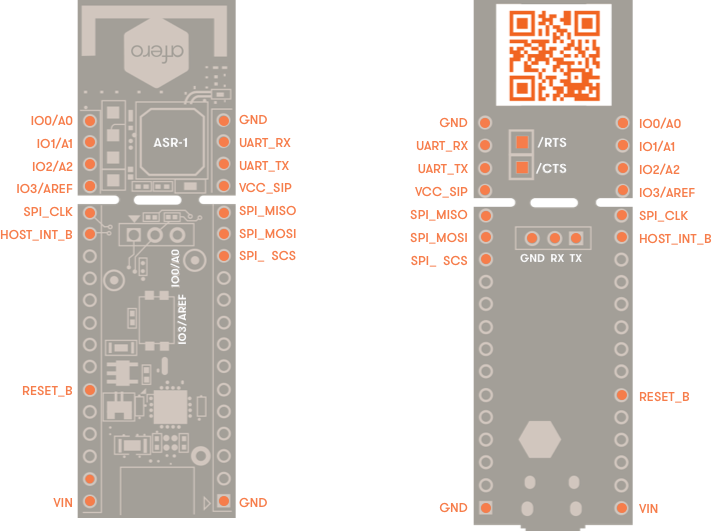 afero
IO0/A0
GND
IO1/A1
UART_RX
ASR-1
IO2/A2
UART_TX
IO3/AREF
VCC_SIP
SPI_CLK
SPI_MISO
HOST_INT_B
SPI_MOSI
SPI_ SCS
IO0/A0
IO3/AREF
RESET_B
VIN
GND
GND
IO0/A0
/RTS
UART_RX
IO1/A1
/CTS
UART_TX
IO2/A2
VCC_SIP
IO3/AREF
SPI_MISO
SPI_CLK
SPI_MOSI
HOST_INT_B
SPI_ SCS
GND RX TX
RESET_B
GND
VIN